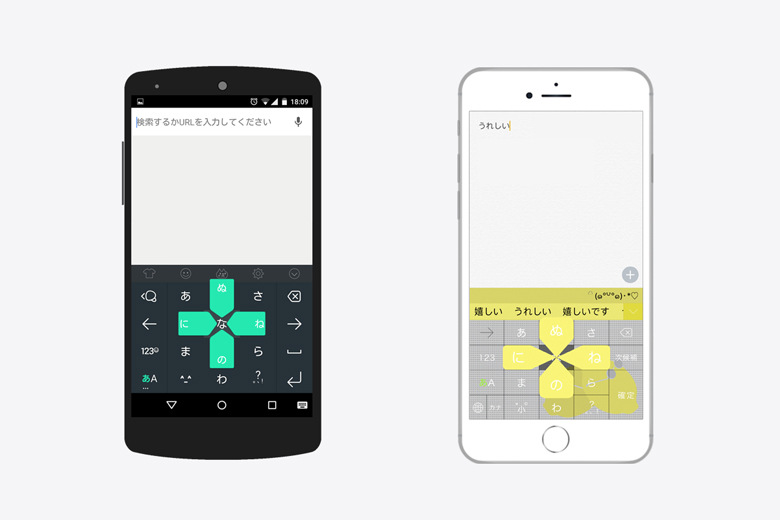 18:09
検索するかURLを入力してください
ぬ
あ さ
に な ね
123
ま の ら
あA ^_^ わ ?
うれしい
嬉しい うれしい 嬉しいです
あ ぬ さ
123 に ね 次候補
A ま の ら
カナ 小 わ ? 確定